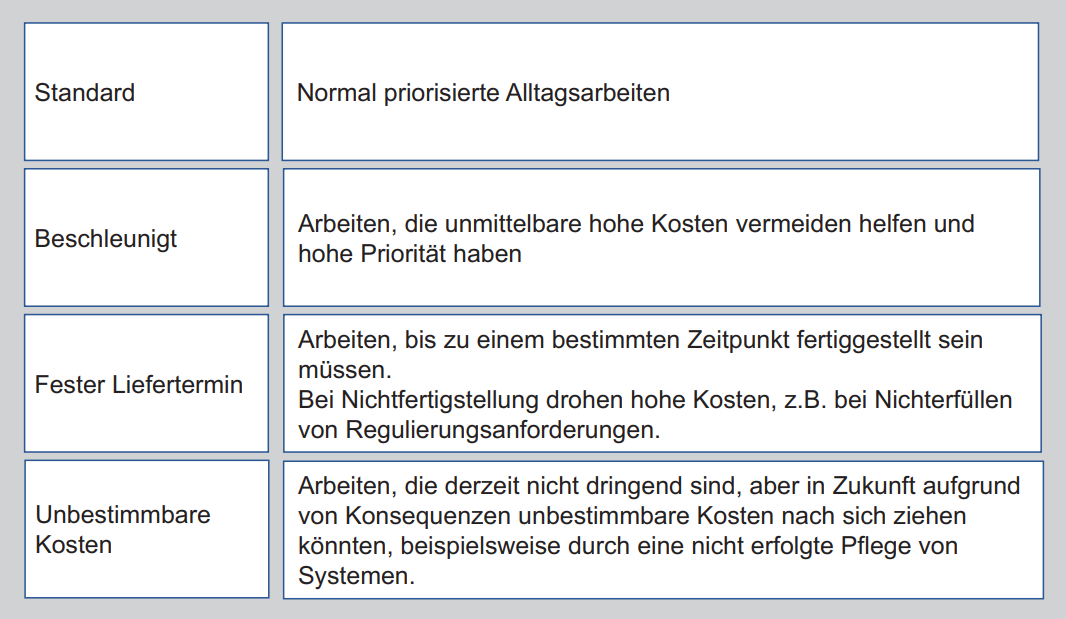 Standard
Normal priorisierte Alltagsarbeiten
Beschleunigt
Arbeiten, die unmittelbare hohe Kosten vermeiden helfen und
hohe Priorität haben
Fester Liefertermin
Arbeiten, bis zu einem bestimmten Zeitpunkt fertiggestellt sein
müssen.
Bei Nichtfertigstellung drohen hohe Kosten, z.B. bei Nichterfüllen
von Regulierungsanforderungen.
Unbestimmbare
Kosten
Arbeiten, die derzeit nicht dringend sind, aber in Zukunft aufgrund
von Konsequenzen unbestimmbare Kosten nach sich ziehen
könnten, beispielsweise durch eine nicht erfolgte Pflege von
Systemen.